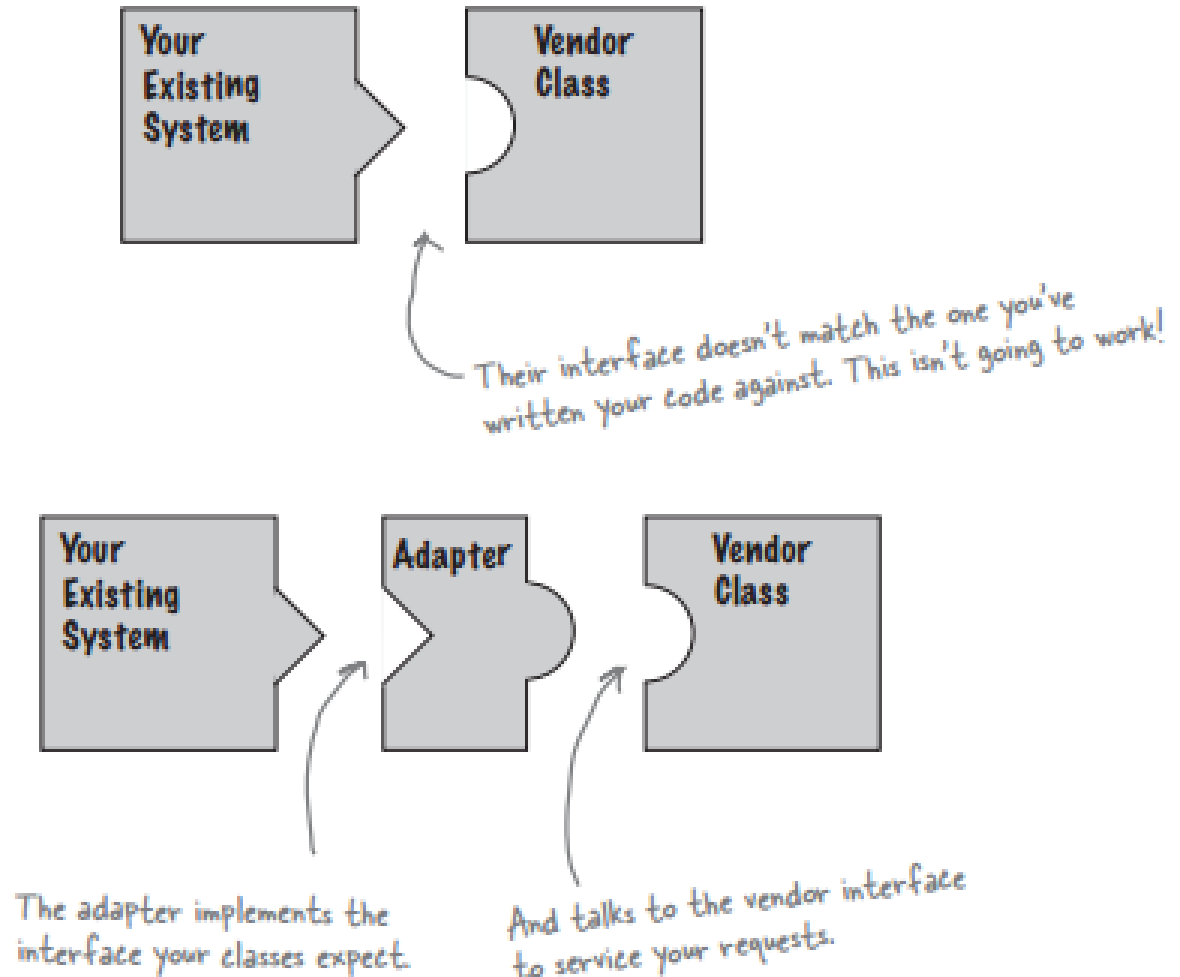 Your
Existing
System
Vendor
Class
Their interface doesn't match the one you've
written your code against. This isn't going to work!
Your
Existing
System
Adapter
Vendor
Class
The adapter implements the
interface your classes expect.
And talks to the vendor interface
to service your requests.